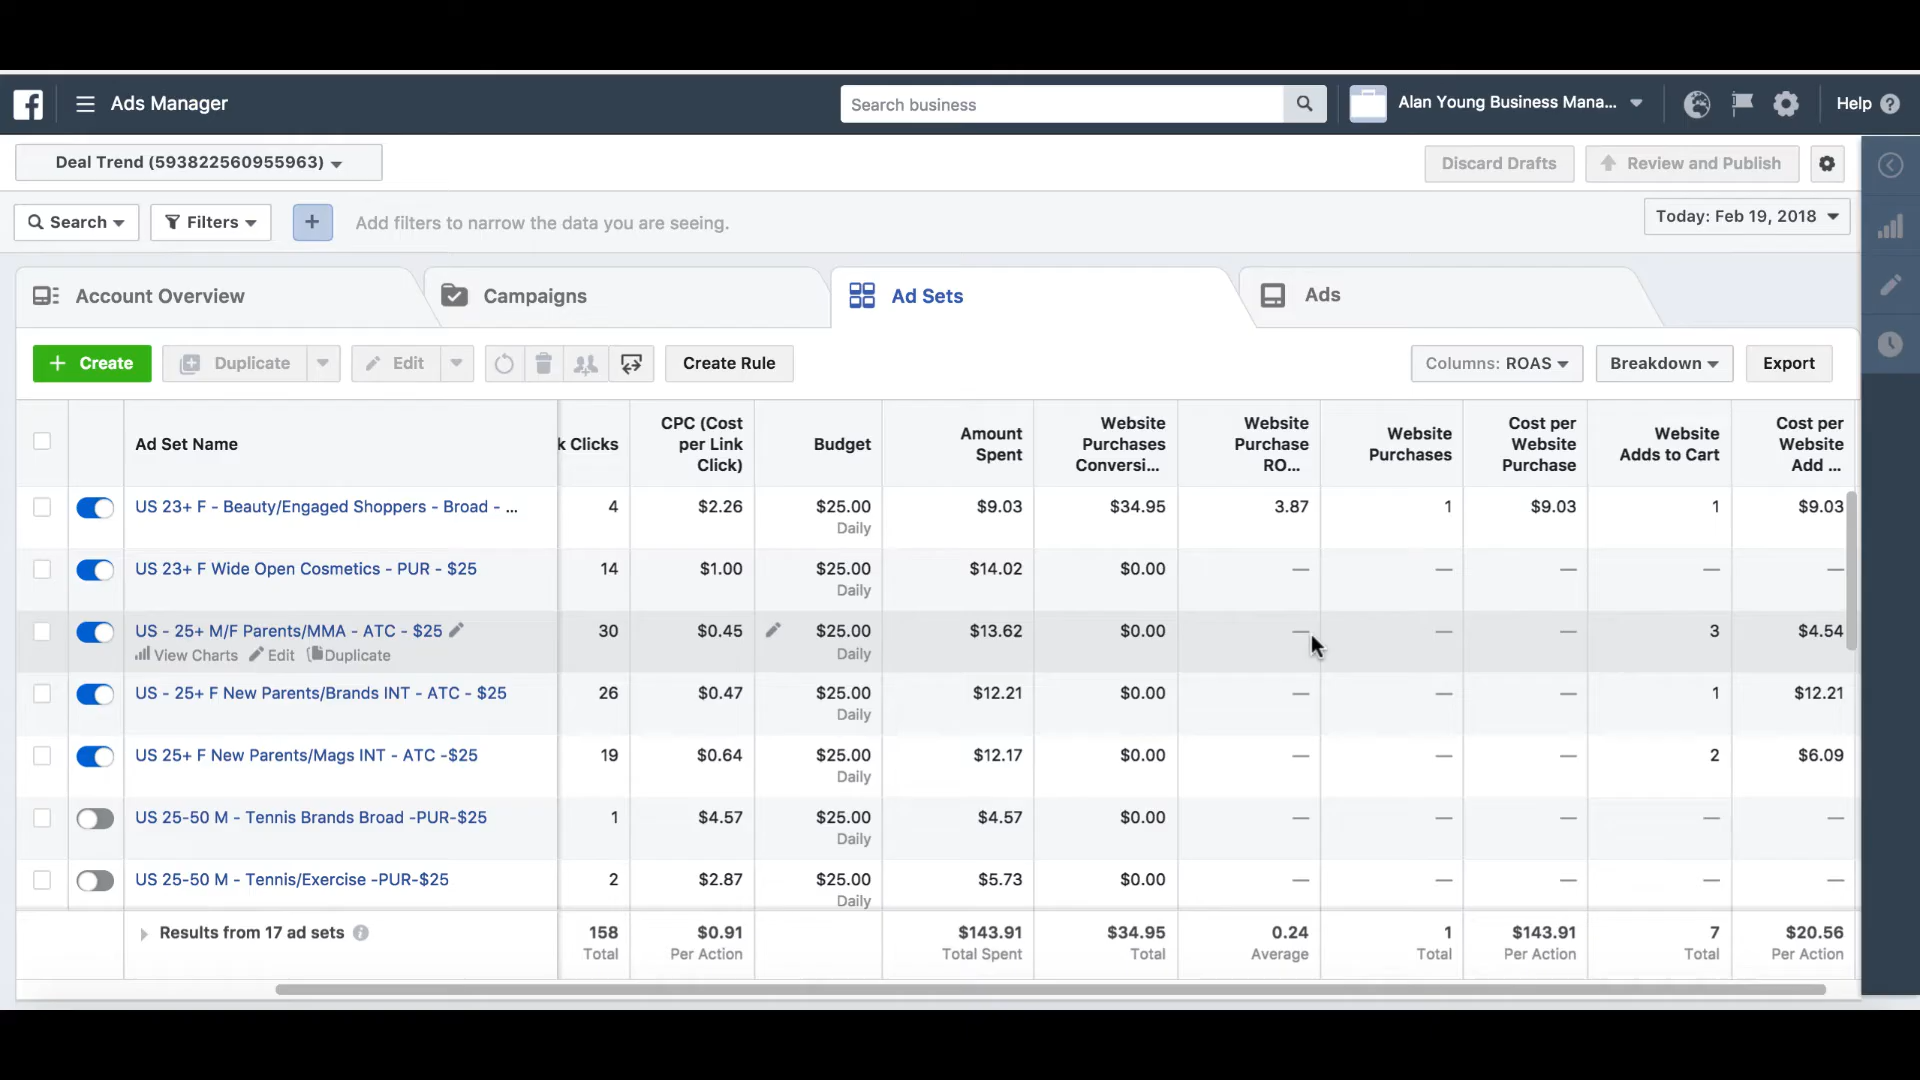 f
Ads Manager
Search business
Alan Young Business Mana...
Help ?
Deal Trend (593822560955963)
Discard Drafts
Review and Publish
Search
Filters
+
Add filters to narrow the data you are seeing.
Today: Feb 19, 2018
Account Overview
Campaigns
Ad Sets
Ads
+ Create
Duplicate
Edit
Create Rule
Columns: ROAS
Breakdown
Export
Ad Set Name
k Clicks
CPC (Cost
per Link
Click)
Budget
Amount
Spent
Website
Purchases
Conversi...
Website
Purchase
RO...
Website
Purchases
Cost per
Website
Purchase
Website
Adds to Cart
Cost per
Website
Add ...
US 23+ F - Beauty/Engaged Shoppers - Broad - ... 4 $2.26 $25.00 $9.03 $34.95 3.87 1 $9.03 1 $9.03
Daily
US 23+ F Wide Open Cosmetics - PUR - $25 14 $1.00 $25.00 $14.02 $0.00 — — — — —
Daily
US - 25+ M/F Parents/MMA - ATC - $25 30 $0.45 $25.00 $13.62 $0.00 — — — 3 $4.54
View Charts Edit Duplicate Daily
US - 25+ F New Parents/Brands INT - ATC - $25 26 $0.47 $25.00 $12.21 $0.00 — — — 1 $12.21
Daily
US 25+ F New Parents/Mags INT - ATC -$25 19 $0.64 $25.00 $12.17 $0.00 — — — 2 $6.09
Daily
US 25-50 M - Tennis Brands Broad -PUR-$25 1 $4.57 $25.00 $4.57 $0.00 — — — — —
Daily
US 25-50 M - Tennis/Exercise -PUR-$25 2 $2.87 $25.00 $5.73 $0.00 — — — — —
Daily
Results from 17 ad sets i 158 $0.91 $143.91 $34.95 0.24 1 $143.91 7 $20.56
Total Per Action Total Spent Total Average Total Per Action Total Per Action